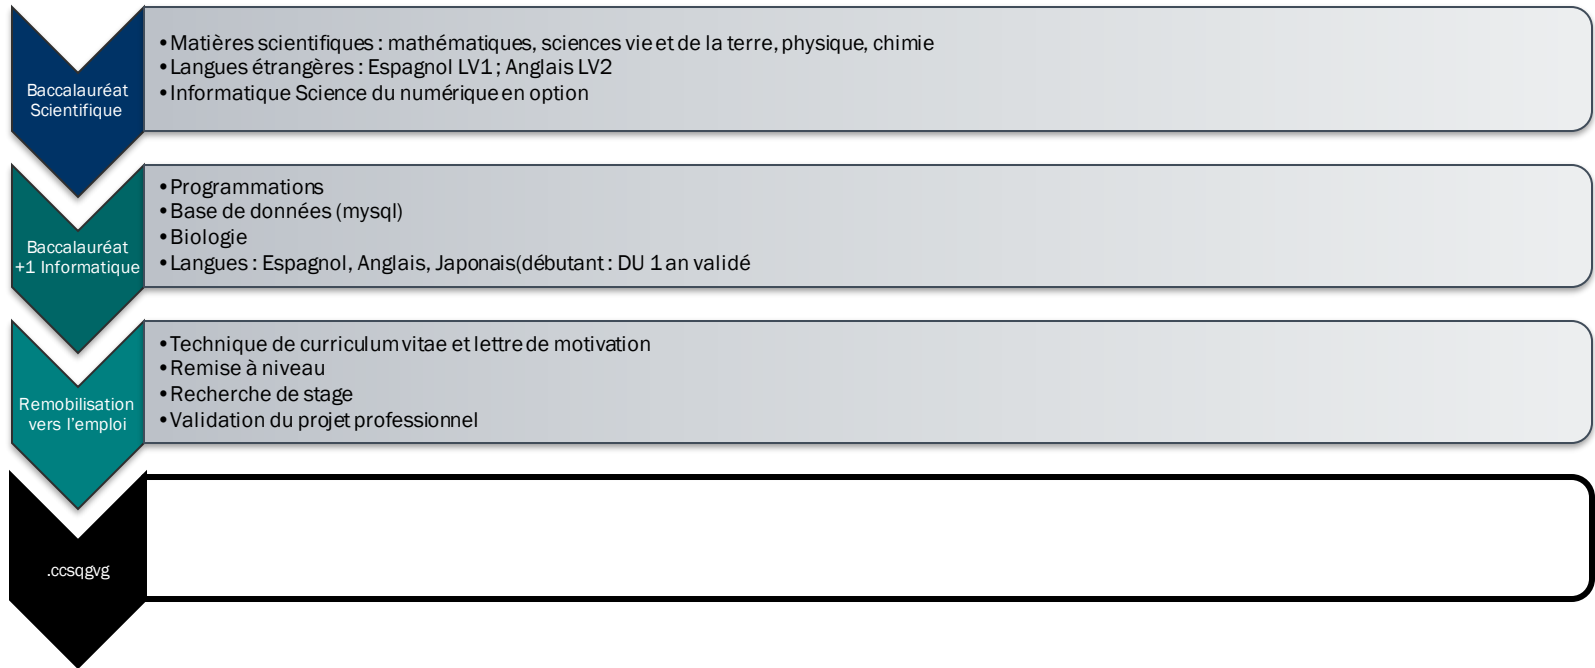 Baccalauréat
Scientifique
•Matières scientifiques : mathématiques, sciences vie et de la terre, physique, chimie
•Langues étrangères : Espagnol LV1 ; Anglais LV2
•Informatique Science du numérique en option
Baccalauréat
+1 Informatique
•Programmations
•Base de données (mysql)
•Biologie
•Langues : Espagnol, Anglais, Japonais(débutant : DU 1 an validé
Remobilisation
vers l'emploi
•Technique de curriculum vitae et lettre de motivation
•Remise à niveau
•Recherche de stage
•Validation du projet professionnel
.ccsqgvg